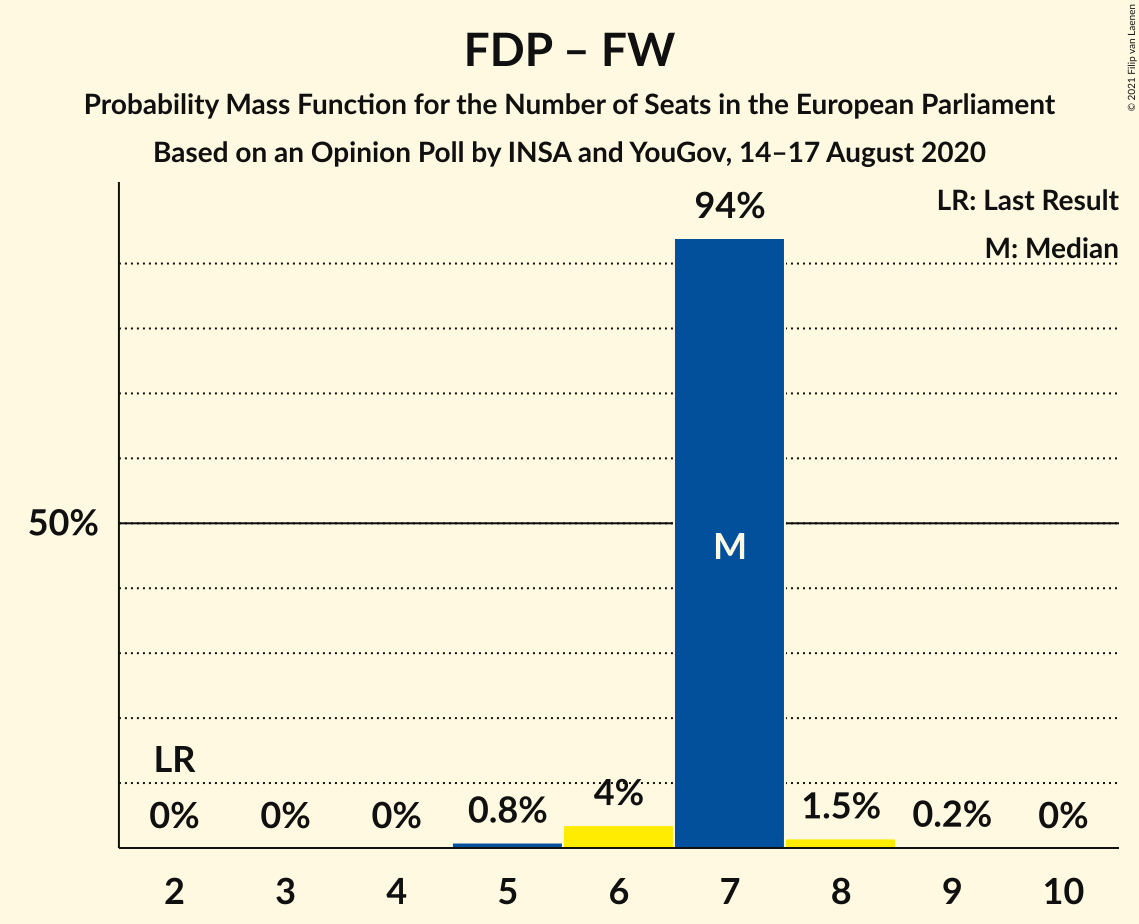 FDP – FW
Probability Mass Function for the Number of Seats in the European Parliament
Based on an Opinion Poll by INSA and YouGov, 14–17 August 2020
© 2021 Filip van Laenen
LR: Last Result
M: Median
94%
50%
M
LR
0%
0%
0%
0.8%
4%
1.5%
0.2%
0%
2
3
4
5
6
7
8
9
10